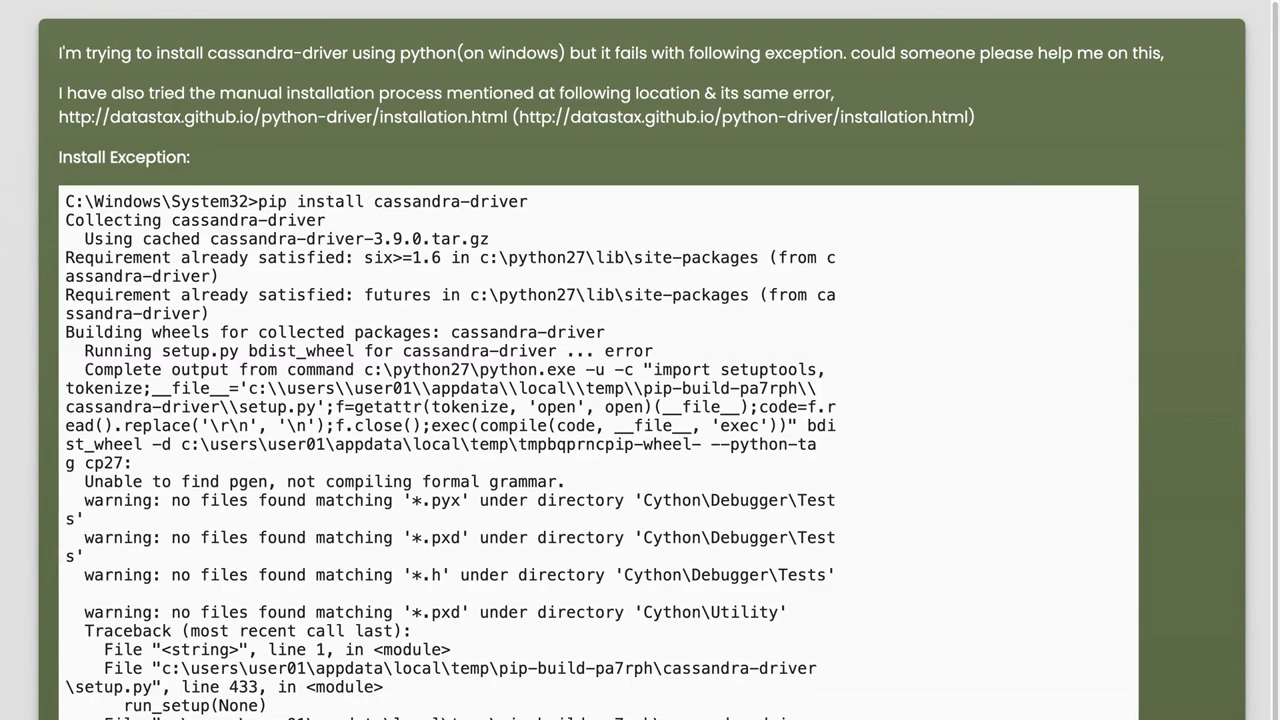 I'm trying to install cassandra-driver using python(on windows) but it fails with following exception. could someone please help me on this,
I have also tried the manual installation process mentioned at following location & its same error,
http://datastax.github.io/python-driver/installation.html (http://datastax.github.io/python-driver/installation.html)
Install Exception:
C:\Windows\System32>pip install cassandra-driver
Collecting cassandra-driver
  Using cached cassandra-driver-3.9.0.tar.gz
Requirement already satisfied: six>=1.6 in c:\python27\lib\site-packages (from c
assandra-driver)
Requirement already satisfied: futures in c:\python27\lib\site-packages (from ca
ssandra-driver)
Building wheels for collected packages: cassandra-driver
  Running setup.py bdist_wheel for cassandra-driver ... error
  Complete output from command c:\python27\python.exe -u -c "import setuptools,
tokenize;__file__='c:\\users\\user01\\appdata\\local\\temp\\pip-build-pa7rph\\
cassandra-driver\\setup.py';f=getattr(tokenize, 'open', open)(__file__);code=f.r
ead().replace('\r\n', '\n');f.close();exec(compile(code, __file__, 'exec'))" bdi
st_wheel -d c:\users\user01\appdata\local\temp\tmpbqprncpip-wheel- --python-ta
g cp27:
  Unable to find pgen, not compiling formal grammar.
  warning: no files found matching '*.pyx' under directory 'Cython\Debugger\Test
s'
  warning: no files found matching '*.pxd' under directory 'Cython\Debugger\Test
s'
  warning: no files found matching '*.h' under directory 'Cython\Debugger\Tests'
  warning: no files found matching '*.pxd' under directory 'Cython\Utility'
  Traceback (most recent call last):
    File "<string>", line 1, in <module>
    File "c:\users\user01\appdata\local\temp\pip-build-pa7rph\cassandra-driver
\setup.py", line 433, in <module>
      run_setup(None)